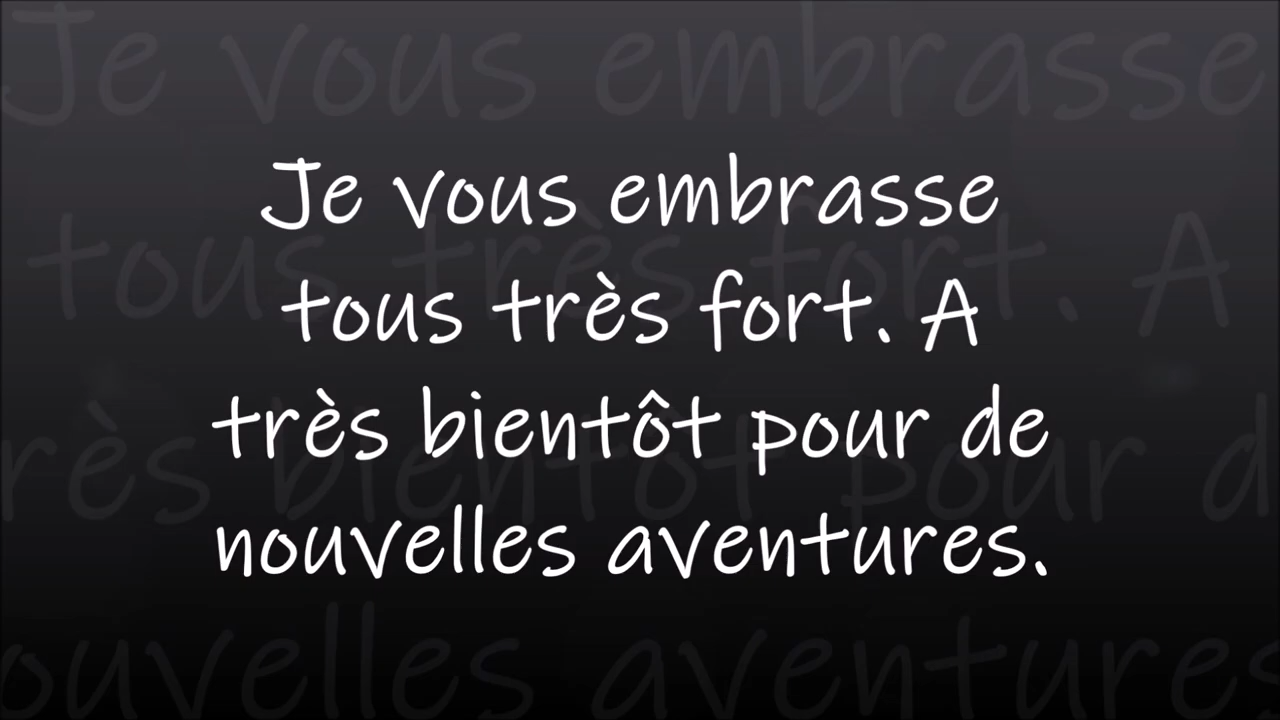 Je vous embrasse
tous très fort. A
très bientôt pour de
nouvelles aventures.